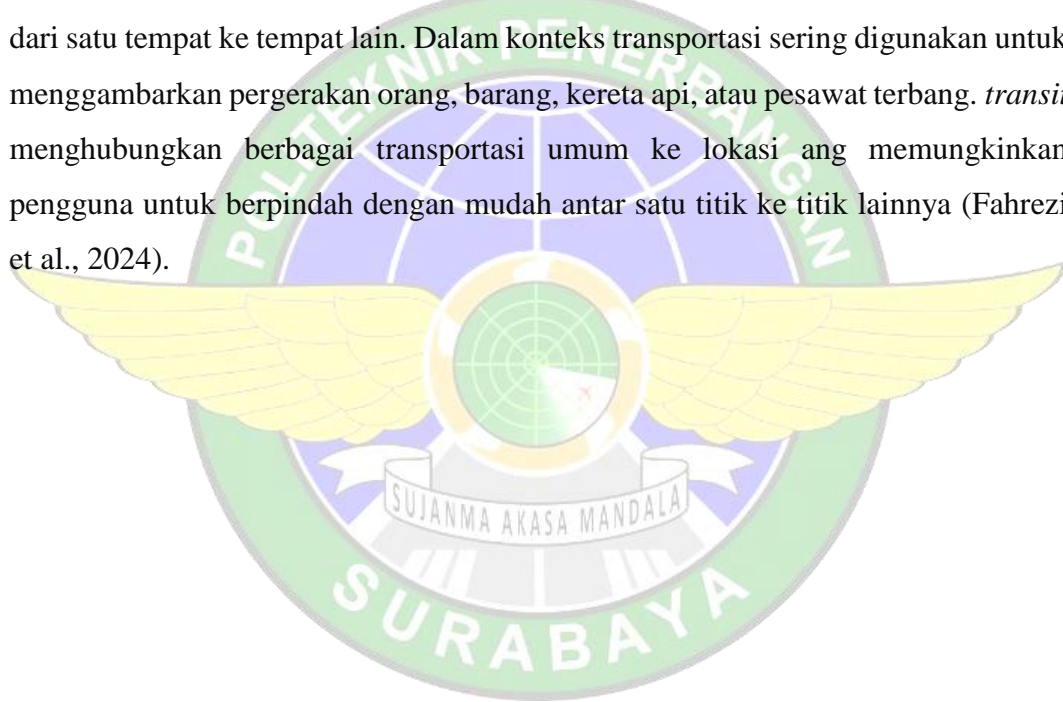 dari satu tempat ke tempat lain. Dalam konteks transportasi sering digunakan untuk
POLITEKNIK PENERBANGAN
menggambarkan pergerakan orang, barang, kereta api, atau pesawat terbang. transit
menghubungkan berbagai transportasi umum ke lokasi ang memungkinkan
pengguna untuk berpindah dengan mudah antar satu titik ke titik lainnya (Fahrezi
et al., 2024).
SUJANMA AKASA MANDALA
SURABAYA